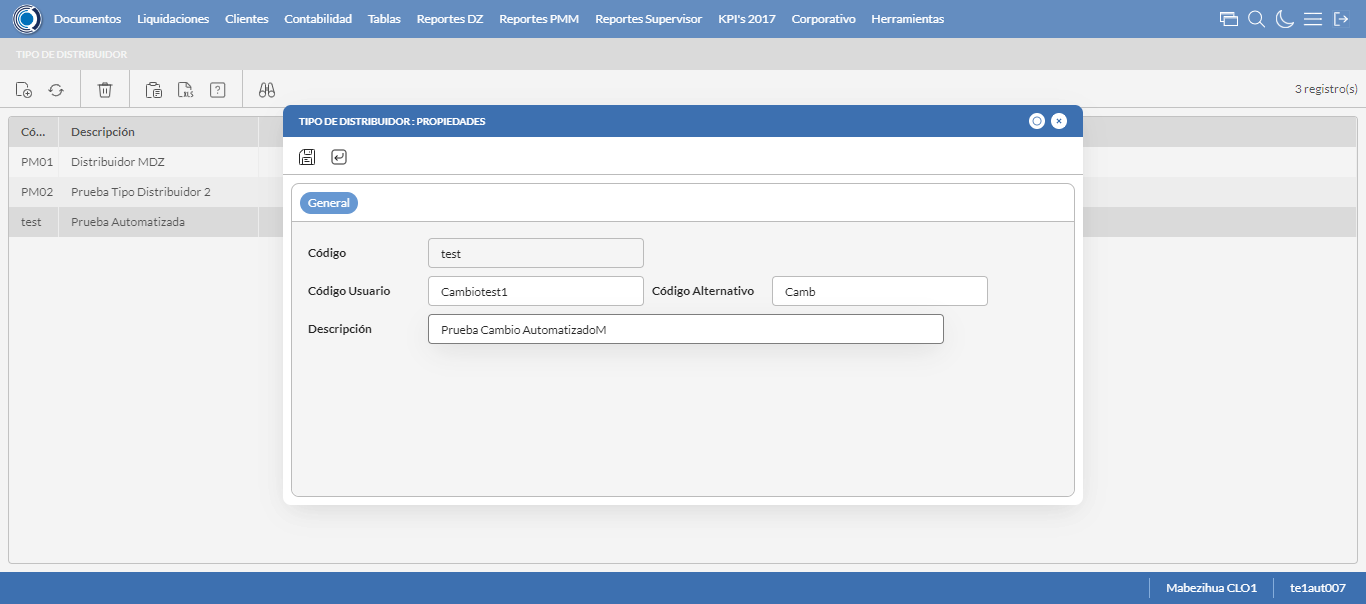 Documentos Liquidaciones Clientes Contabilidad Tablas Reportes DZ Reportes PMM Reportes Supervisor KPI's 2017 Corporativo Herramientas
TIPO DE DISTRIBUIDOR
XLS ? 3 registro(s)
Có... Descripción
PM01 Distribuidor MDZ
PM02 Prueba Tipo Distribuidor 2
test Prueba Automatizada
TIPO DE DISTRIBUIDOR : PROPIEDADES
General
Código test
Código Usuario Cambiotest1 Código Alternativo Camb
Descripción Prueba Cambio AutomatizadoM
Mabezihua CLO1 te1aut007